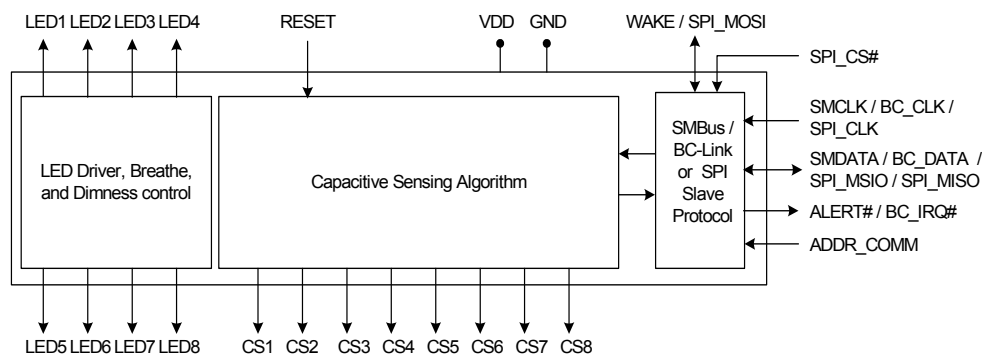 LED1 LED2 LED3 LED4
RESET
VDD GND
WAKE / SPI_MOSI
SPI_CS#
SMCLK / BC_CLK /
SPI_CLK
SMDATA / BC_DATA /
SPI_MSIO / SPI_MISO
ALERT# / BC_IRQ#
ADDR_COMM
LED Driver, Breathe,
and Dimness control
Capacitive Sensing Algorithm
SMBus /
BC-Link
or SPI
Slave
Protocol
LED5 LED6 LED7 LED8
CS1 CS2 CS3 CS4 CS5 CS6 CS7 CS8